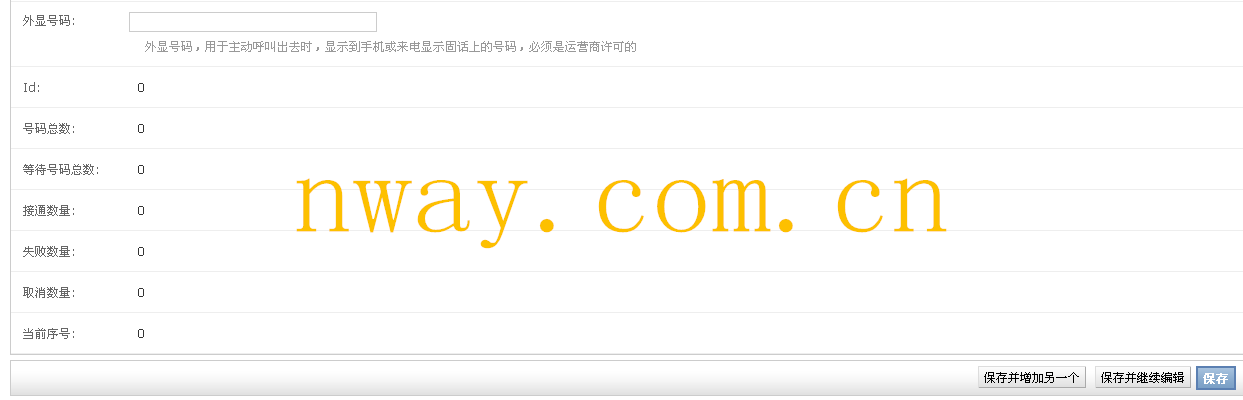 外显号码:
外显号码，用于主动呼叫出去时，显示到手机或来电显示固话上的号码，必须是运营商许可的
Id: 0
号码总数: 0
等待号码总数: 0
接通数量: 0
失败数量: 0
取消数量: 0
当前序号: 0
nway.com.cn
保存并增加另一个 保存并继续编辑 保存